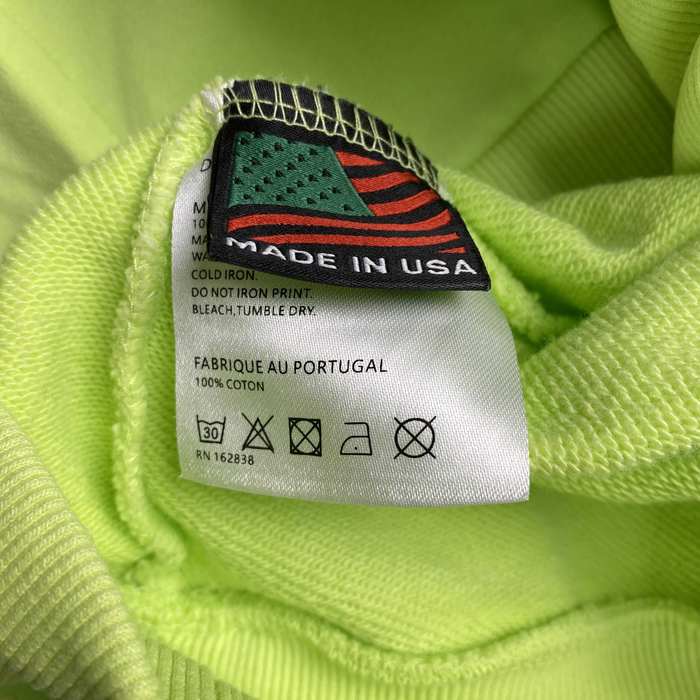 MADE IN USA
COLD IRON.
DO NOT IRON PRINT.
BLEACH,TUMBLE DRY.
FABRIQUE AU PORTUGAL
100% COTON
30
RN 162838